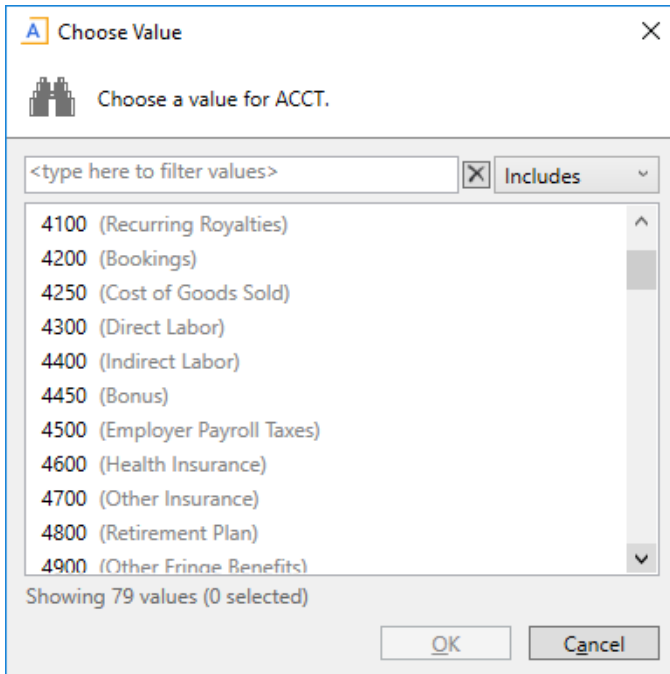 A Choose Value
Choose a value for ACCT.
<type here to filter values> Includes
4100 (Recurring Royalties)
4200 (Bookings)
4250 (Cost of Goods Sold)
4300 (Direct Labor)
4400 (Indirect Labor)
4450 (Bonus)
4500 (Employer Payroll Taxes)
4600 (Health Insurance)
4700 (Other Insurance)
4800 (Retirement Plan)
4900 (Other Fringe Benefits)
Showing 79 values (0 selected)
OK Cancel